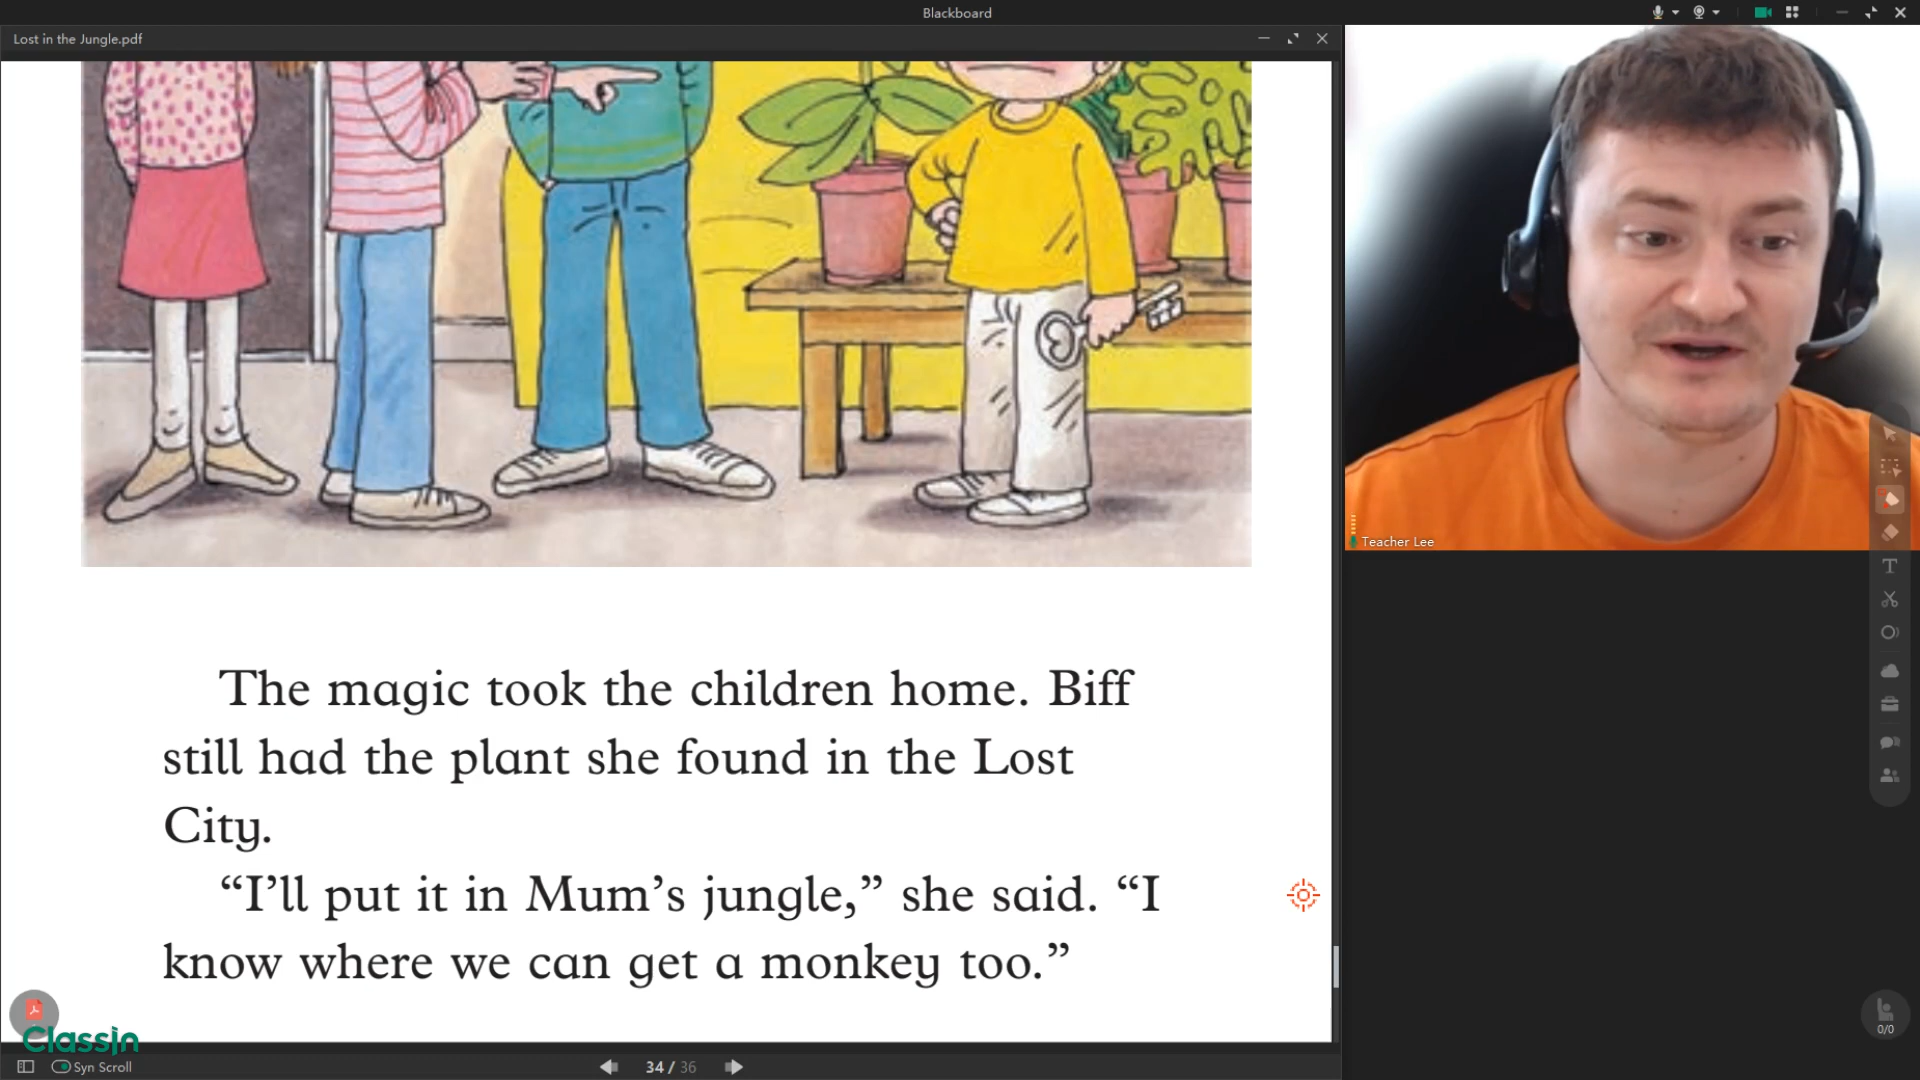 Blackboard
Lost in the Jungle.pdf
Teacher Lee
The magic took the children home. Biff
still had the plant she found in the Lost
City.
“I’ll put it in Mum’s jungle,” she said. “I
know where we can get a monkey too.”
ClassIn
Syn Scroll
34 / 36
0/0